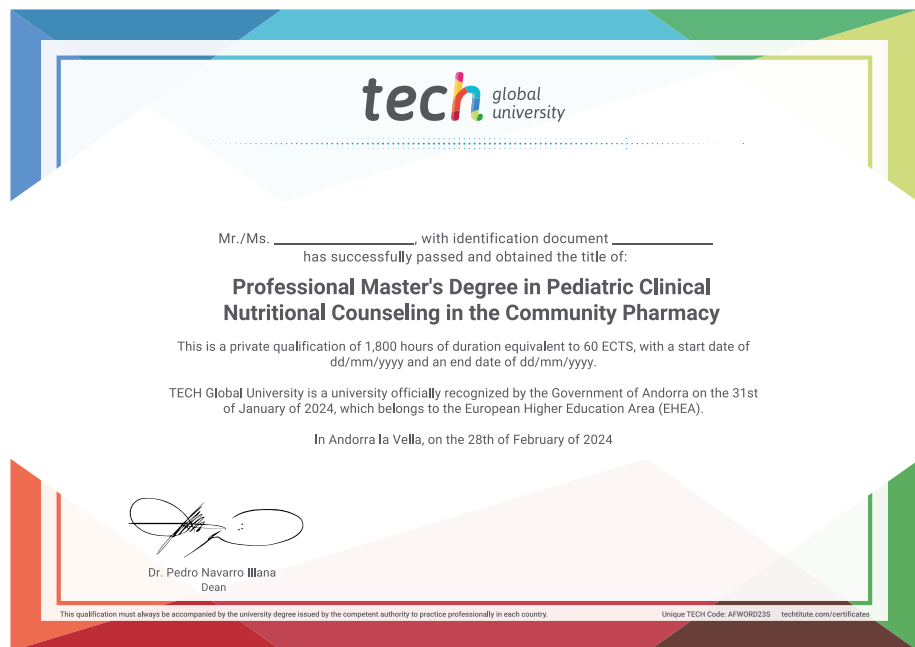 tech global university
Mr./Ms. ________________, with identification document ____________
has successfully passed and obtained the title of:
Professional Master's Degree in Pediatric Clinical
Nutritional Counseling in the Community Pharmacy
This is a private qualification of 1,800 hours of duration equivalent to 60 ECTS, with a start date of
dd/mm/yyyy and an end date of dd/mm/yyyy.
TECH Global University is a university officially recognized by the Government of Andorra on the 31st
of January of 2024, which belongs to the European Higher Education Area (EHEA).
In Andorra la Vella, on the 28th of February of 2024
Dr. Pedro Navarro Illana
Dean
This qualification must always be accompanied by the university degree issued by the competent authority to practice professionally in each country.
Unique TECH Code: AFWORD23S techtitute.com/certificates